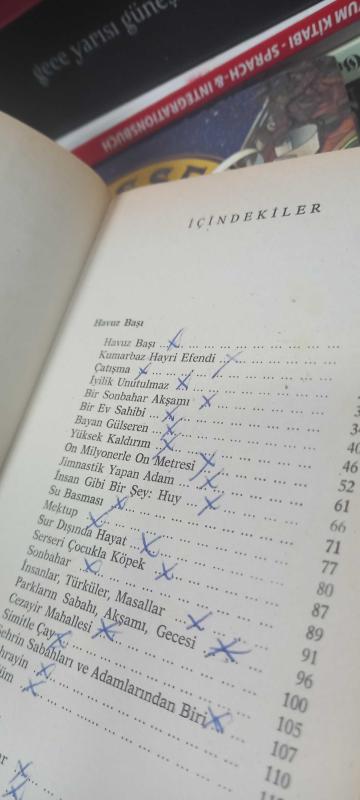 gece yarısı güneş
UM KİTABI - SPRACH- & INTEGRATIONSBUCH
İÇİNDEKİLER
Havuz Başı
Havuz Başı ... ... ... ... ... ... ...
Kumarbaz Hayri Efendi ... ... ... ... ...
Çatışma ... ... ... ... ... ... ...
İyilik Unutulmaz ... ... ... ... ... ...
Bir Sonbahar Akşamı ... ... ... ... ...
Bir Ev Sahibi ... ... ... ... ... ...
Bayan Gülseren ... ... ... ... ... ...
Yüksek Kaldırım ... ... ... ... ... 40
On Milyonerle On Metresi ... ... ... ... 46
Jimnastik Yapan Adam ... ... ... ... 52
İnsan Gibi Bir Şey: Huy ... ... ... ... 61
Su Basması ... ... ... ... ... ... 66
Mektup ... ... ... ... ... ... 71
Sur Dışında Hayat ... ... ... ... ... 77
Serseri Çocukla Köpek ... ... ... ... 80
Sonbahar ... ... ... ... ... ... 87
İnsanlar, Türküler, Masallar ... ... ... 89
Parkların Sabahı, Akşamı, Gecesi ... ... 91
Cezayir Mahallesi ... ... ... ... ... 96
Simitle Çay ... ... ... ... ... ... 100
Şehrin Sabahları ve Adamlarından Biri ... ... 105
107
110